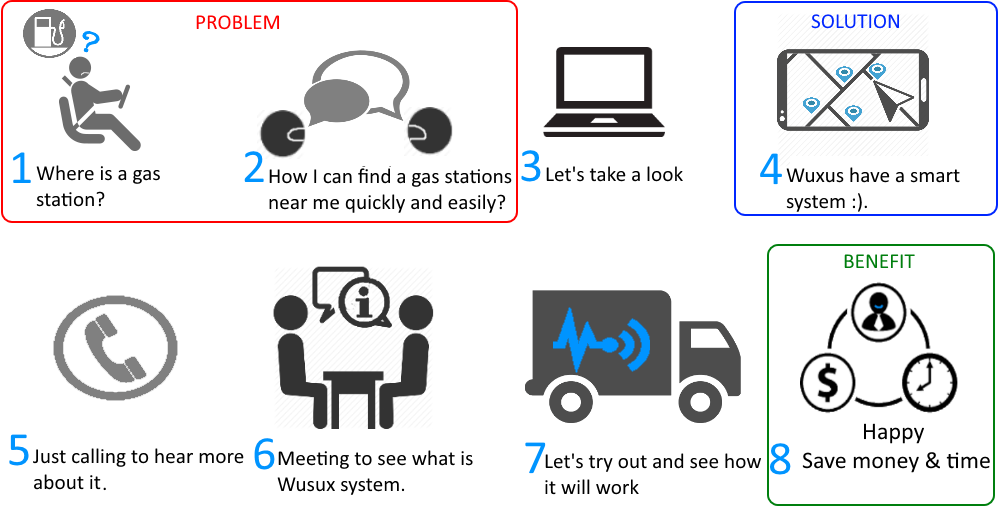 PROBLEM
?
1 Where is a gas
station?
2 How I can find a gas stations
near me quickly and easily?
3 Let's take a look
SOLUTION
4 Wuxus have a smart
system :).
5 Just calling to hear more
about it.
i
6 Meeting to see what is
Wusux system.
7 Let's try out and see how
it will work
BENEFIT
$
8 Happy
Save money & time